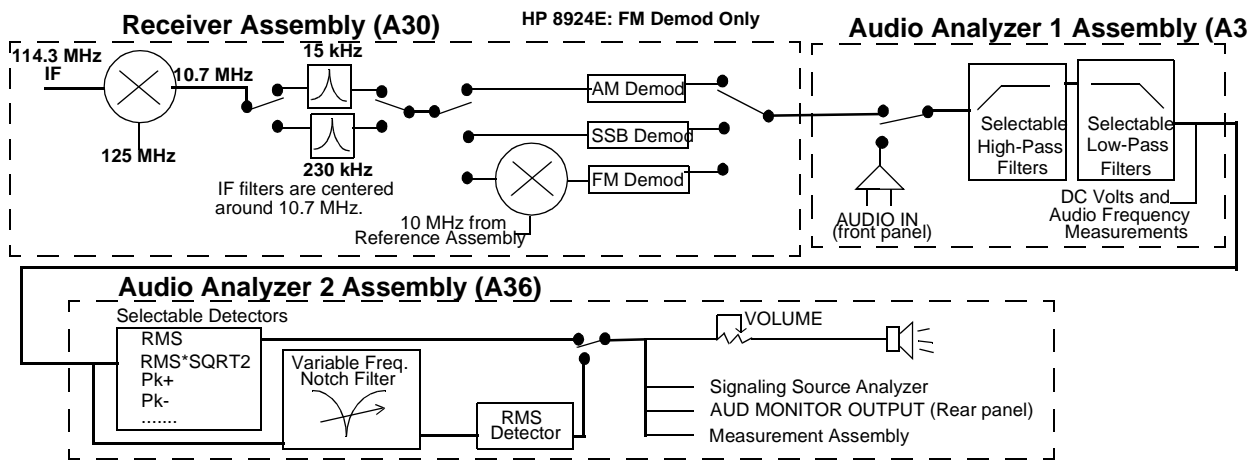 Receiver Assembly (A30)
HP 8924E: FM Demod Only
Audio Analyzer 1 Assembly (A3
114.3 MHz
IF
10.7 MHz
15 kHz
125 MHz
230 kHz
IF filters are centered
around 10.7 MHz.
AM Demod
SSB Demod
FM Demod
10 MHz from
Reference Assembly
AUDIO IN
(front panel)
Selectable
High-Pass
Filters
Selectable
Low-Pass
Filters
DC Volts and
Audio Frequency
Measurements
Audio Analyzer 2 Assembly (A36)
Selectable Detectors
RMS
RMS*SQRT2
Pk+
Pk-
.......
Variable Freq.
Notch Filter
RMS
Detector
VOLUME
Signaling Source Analyzer
AUD MONITOR OUTPUT (Rear panel)
Measurement Assembly